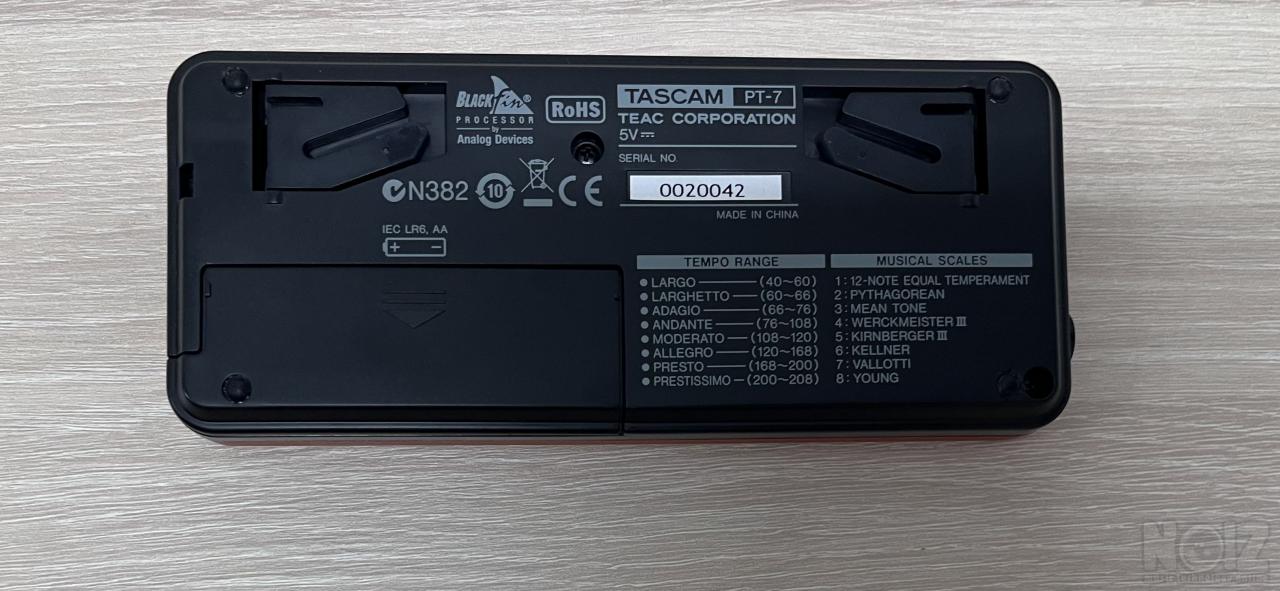 BLACKfin®
PROCESSOR
by
Analog Devices
RoHS
TASCAM PT-7
TEAC CORPORATION
5V⎓
SERIAL NO.
0020042
MADE IN CHINA
N382
10
CE
IEC LR6, AA
+ −
TEMPO RANGE
● LARGO — (40~60)
● LARGHETTO — (60~66)
● ADAGIO — (66~76)
● ANDANTE — (76~108)
● MODERATO — (108~120)
● ALLEGRO — (120~168)
● PRESTO — (168~200)
● PRESTISSIMO — (200~208)
MUSICAL SCALES
1 : 12-NOTE EQUAL TEMPERAMENT
2 : PYTHAGOREAN
3 : MEAN TONE
4 : WERCKMEISTER Ⅲ
5 : KIRNBERGER Ⅲ
6 : KELLNER
7 : VALLOTTI
8 : YOUNG
NOIZ